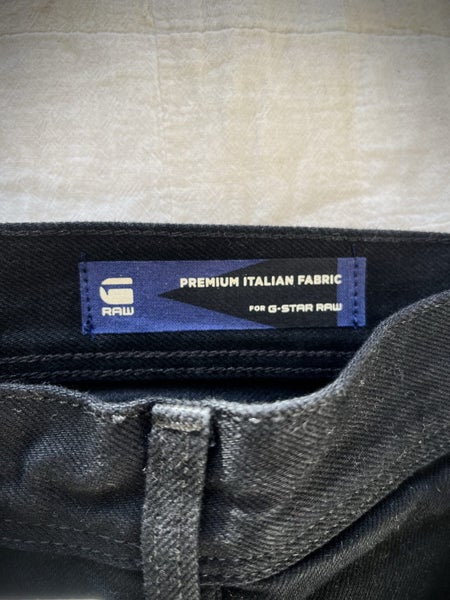 RAW
PREMIUM ITALIAN FABRIC
FOR G-STAR RAW